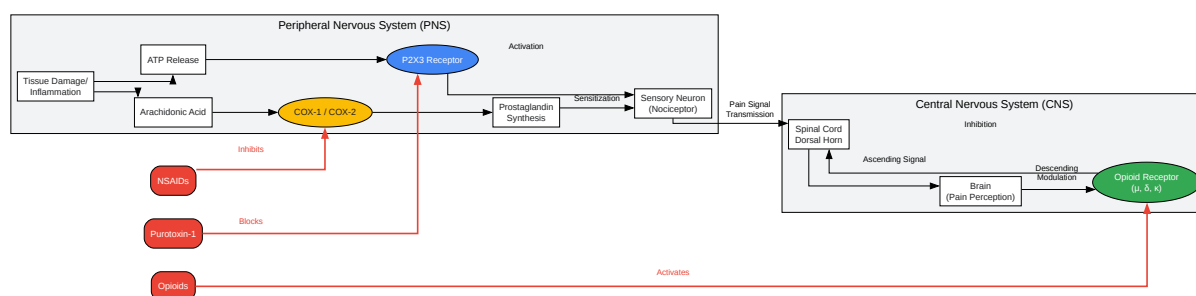 Peripheral Nervous System (PNS)
Activation
ATP Release
P2X3 Receptor
Tissue Damage/
Inflammation
Arachidonic Acid
COX-1 / COX-2
Prostaglandin
Synthesis
Sensitization
Sensory Neuron
(Nociceptor)
Pain Signal
Transmission
Central Nervous System (CNS)
Spinal Cord
Dorsal Horn
Inhibition
Ascending Signal
Brain
(Pain Perception)
Descending
Modulation
Opioid Receptor
(μ, δ, κ)
Inhibits
NSAIDs
Blocks
Purotoxin-1
Activates
Opioids